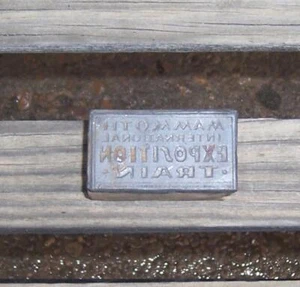 MAMMOTH
INTERNATIONAL
EXPOSITION
· TRAIN ·